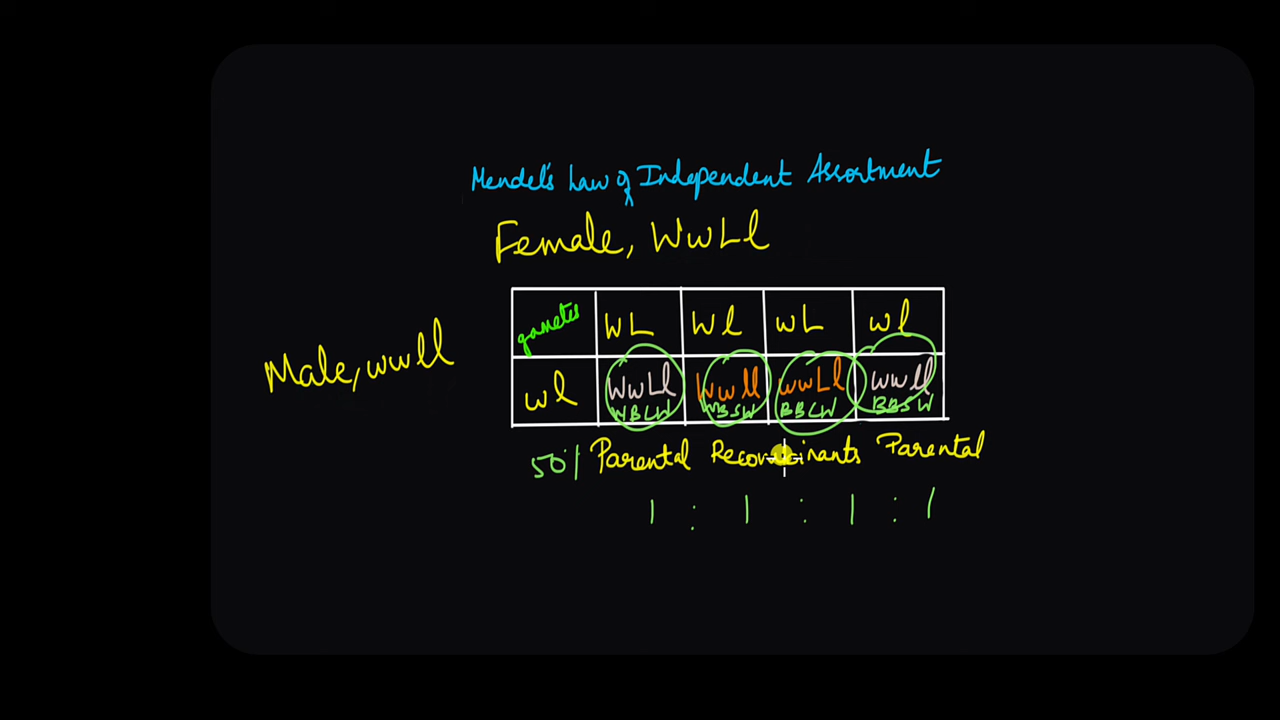 Mendel's Law of Independent Assortment
Female, WwLl
gametes WL Wl wL wl
Male, wwll
wl WwLl Wwll wwLl wwll
WBLW WBSW BBLW BBSW
50% Parental Recombinants Parental
1 : 1 : 1 : 1